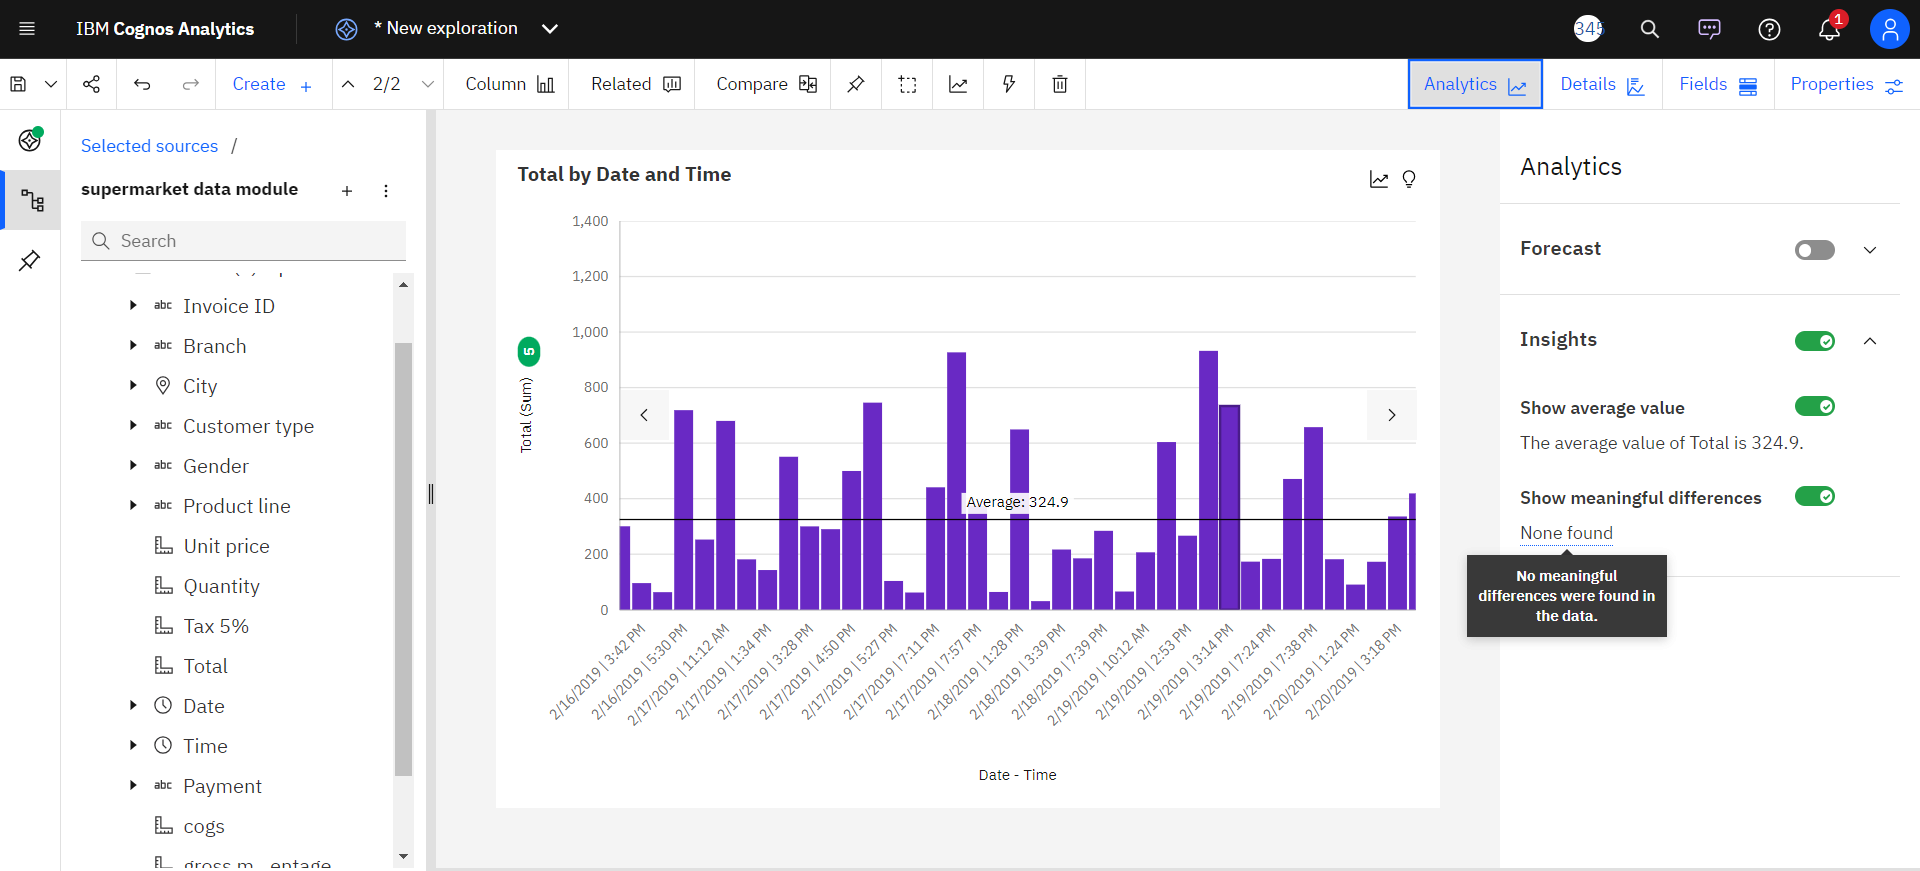 IBM Cognos Analytics
* New exploration
345
1
Create +
2/2
Column
Related
Compare
Analytics
Details
Fields
Properties
Selected sources /
supermarket data module
Search
abc Invoice ID
abc Branch
City
abc Customer type
abc Gender
abc Product line
Unit price
Quantity
Tax 5%
Total
Date
Time
abc Payment
cogs
gross m...entage
Total by Date and Time
1,400
1,200
1,000
800
600
400
200
0
5
Total (Sum)
Average: 324.9
2/16/2019 | 3:42 PM
2/16/2019 | 5:30 PM
2/17/2019 | 11:12 AM
2/17/2019 | 1:34 PM
2/17/2019 | 3:28 PM
2/17/2019 | 4:50 PM
2/17/2019 | 5:27 PM
2/17/2019 | 7:11 PM
2/17/2019 | 7:57 PM
2/18/2019 | 1:28 PM
2/18/2019 | 3:39 PM
2/18/2019 | 7:39 PM
2/19/2019 | 10:12 AM
2/19/2019 | 2:53 PM
2/19/2019 | 3:14 PM
2/19/2019 | 7:24 PM
2/19/2019 | 7:38 PM
2/20/2019 | 1:24 PM
2/20/2019 | 3:18 PM
Date - Time
Analytics
Forecast
Insights
Show average value
The average value of Total is 324.9.
Show meaningful differences
None found
No meaningful
differences were found in
the data.